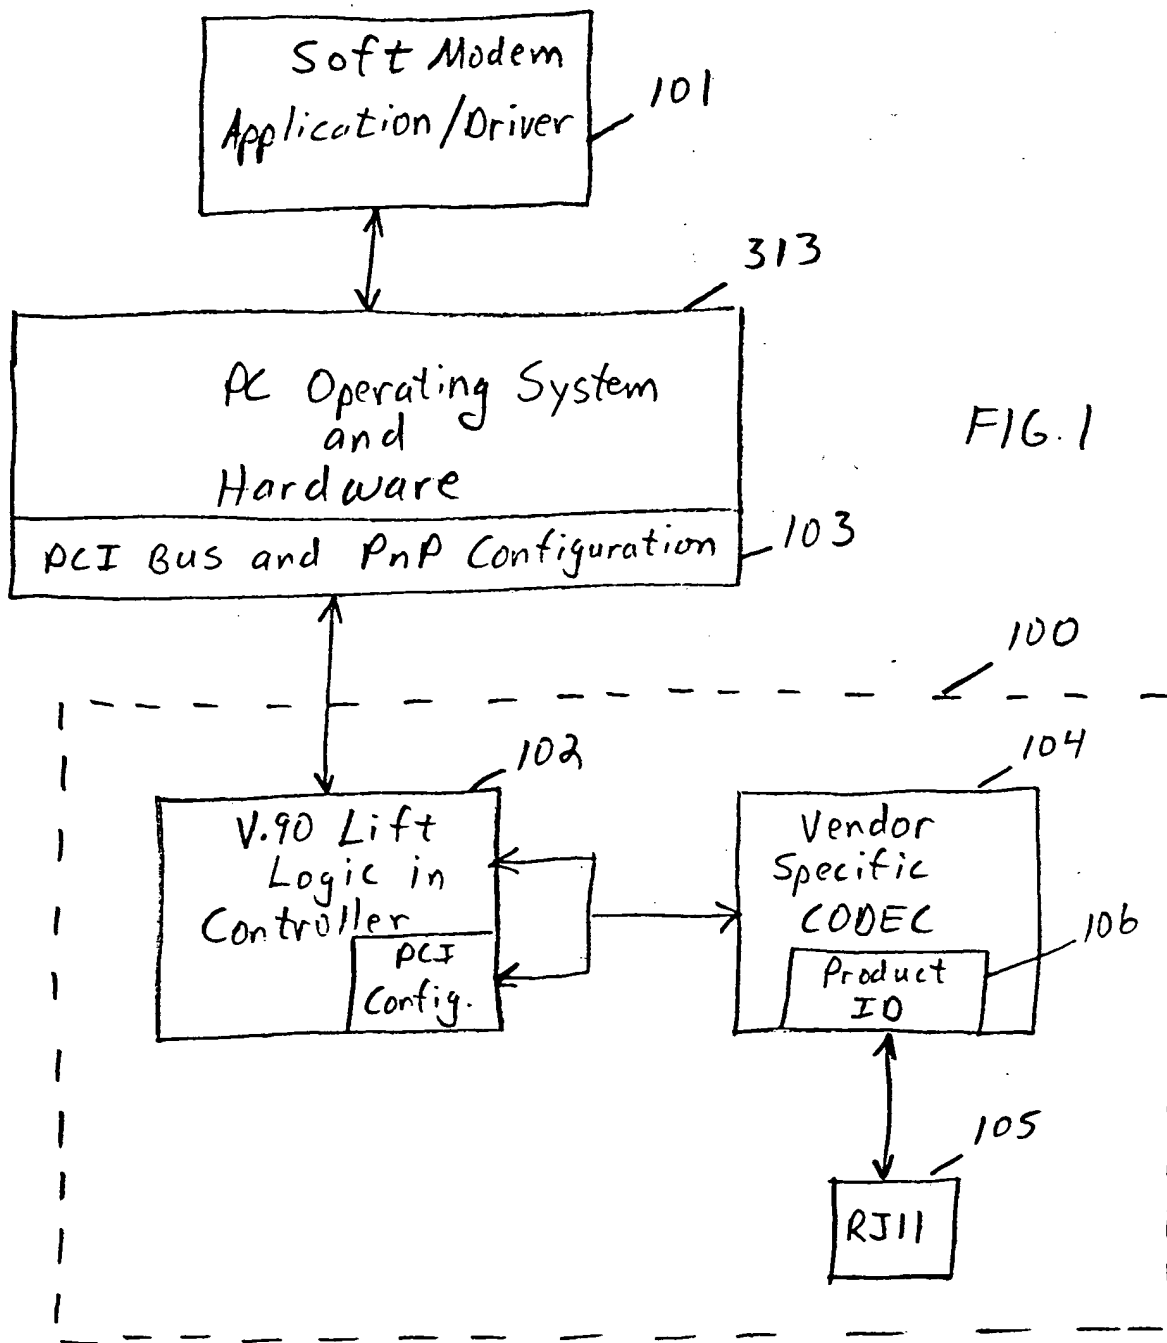 Soft Modem
Application/Driver
101
313
PC Operating System
and
Hardware
FIG. 1
PCI Bus and PnP Configuration
103
100
102
104
V.90 Lift
Logic in
Controller
PCI
Config.
Vendor
Specific
CODEC
106
Product
ID
105
RJ11